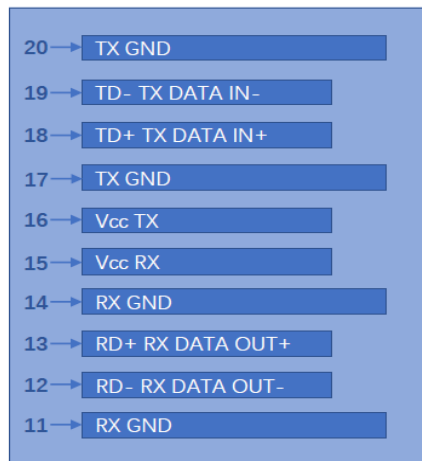 20 TX GND
19 TD- TX DATA IN-
18 TD+ TX DATA IN+
17 TX GND
16 Vcc TX
15 Vcc RX
14 RX GND
13 RD+ RX DATA OUT+
12 RD- RX DATA OUT-
11 RX GND